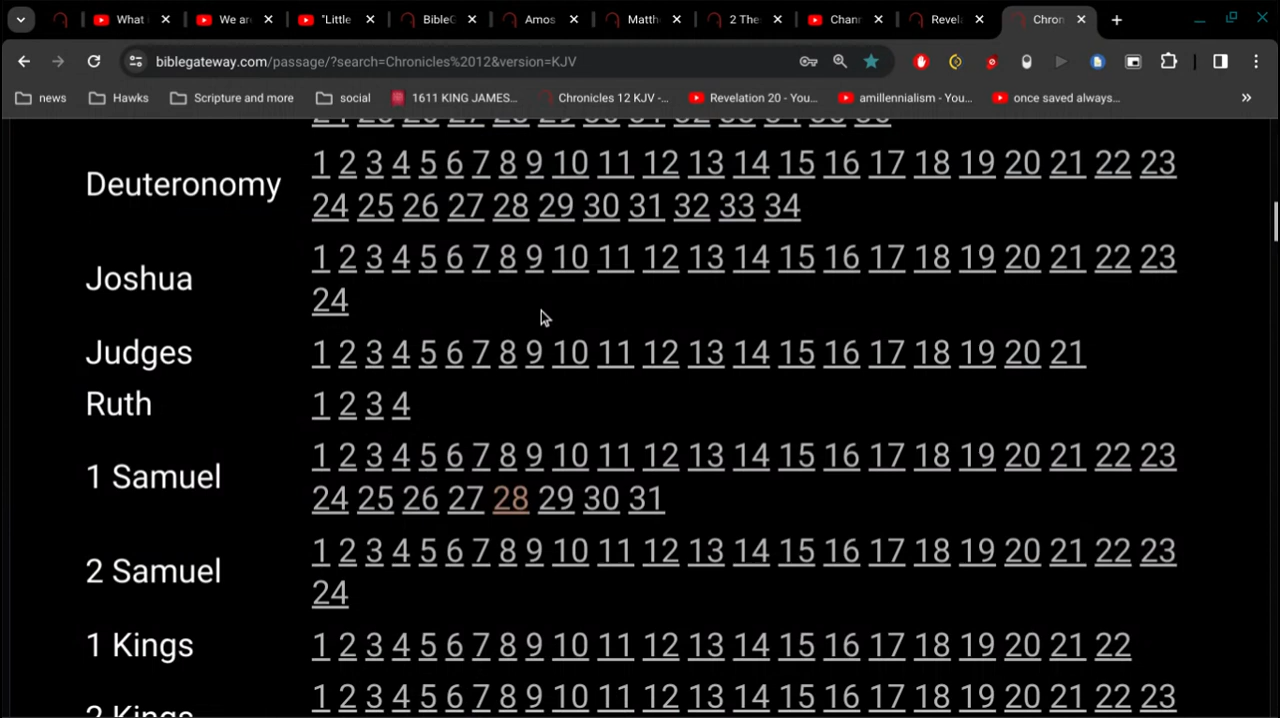 What i
We are
"Little
BibleG
Amos
Matth
2 The
Chann
Revela
Chron
biblegateway.com/passage/?search=Chronicles%2012&version=KJV
news Hawks Scripture and more social 1611 KING JAMES... Chronicles 12 KJV -... Revelation 20 - You... amillennialism - You... once saved always...
Deuteronomy 1 2 3 4 5 6 7 8 9 10 11 12 13 14 15 16 17 18 19 20 21 22 23
24 25 26 27 28 29 30 31 32 33 34
Joshua 1 2 3 4 5 6 7 8 9 10 11 12 13 14 15 16 17 18 19 20 21 22 23
24
Judges 1 2 3 4 5 6 7 8 9 10 11 12 13 14 15 16 17 18 19 20 21
Ruth 1 2 3 4
1 Samuel 1 2 3 4 5 6 7 8 9 10 11 12 13 14 15 16 17 18 19 20 21 22 23
24 25 26 27 28 29 30 31
2 Samuel 1 2 3 4 5 6 7 8 9 10 11 12 13 14 15 16 17 18 19 20 21 22 23
24
1 Kings 1 2 3 4 5 6 7 8 9 10 11 12 13 14 15 16 17 18 19 20 21 22
2 Kings 1 2 3 4 5 6 7 8 9 10 11 12 13 14 15 16 17 18 19 20 21 22 23